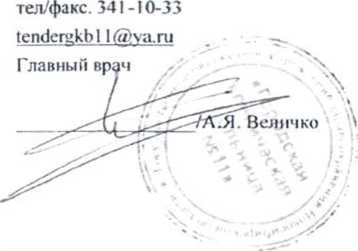 тел/факс. 341-10-33
tendergkb11@ya.ru
Главный врач
/А.Я. Величко